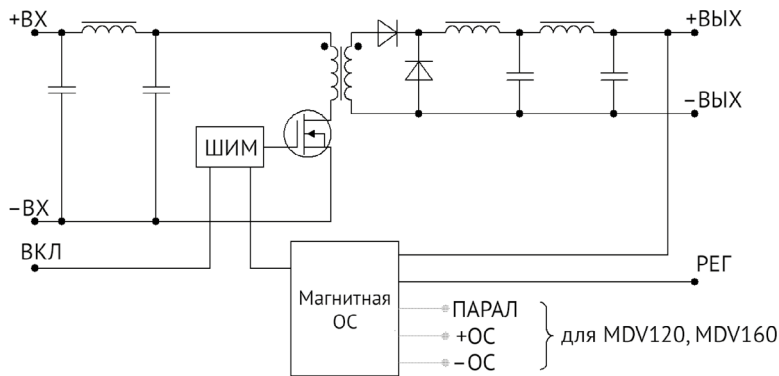 +ВХ
+ВЫХ
−ВЫХ
ШИМ
−ВХ
ВКЛ
РЕГ
Магнитная
ОС
ПАРАЛ
+ОС
−ОС
для MDV120, MDV160